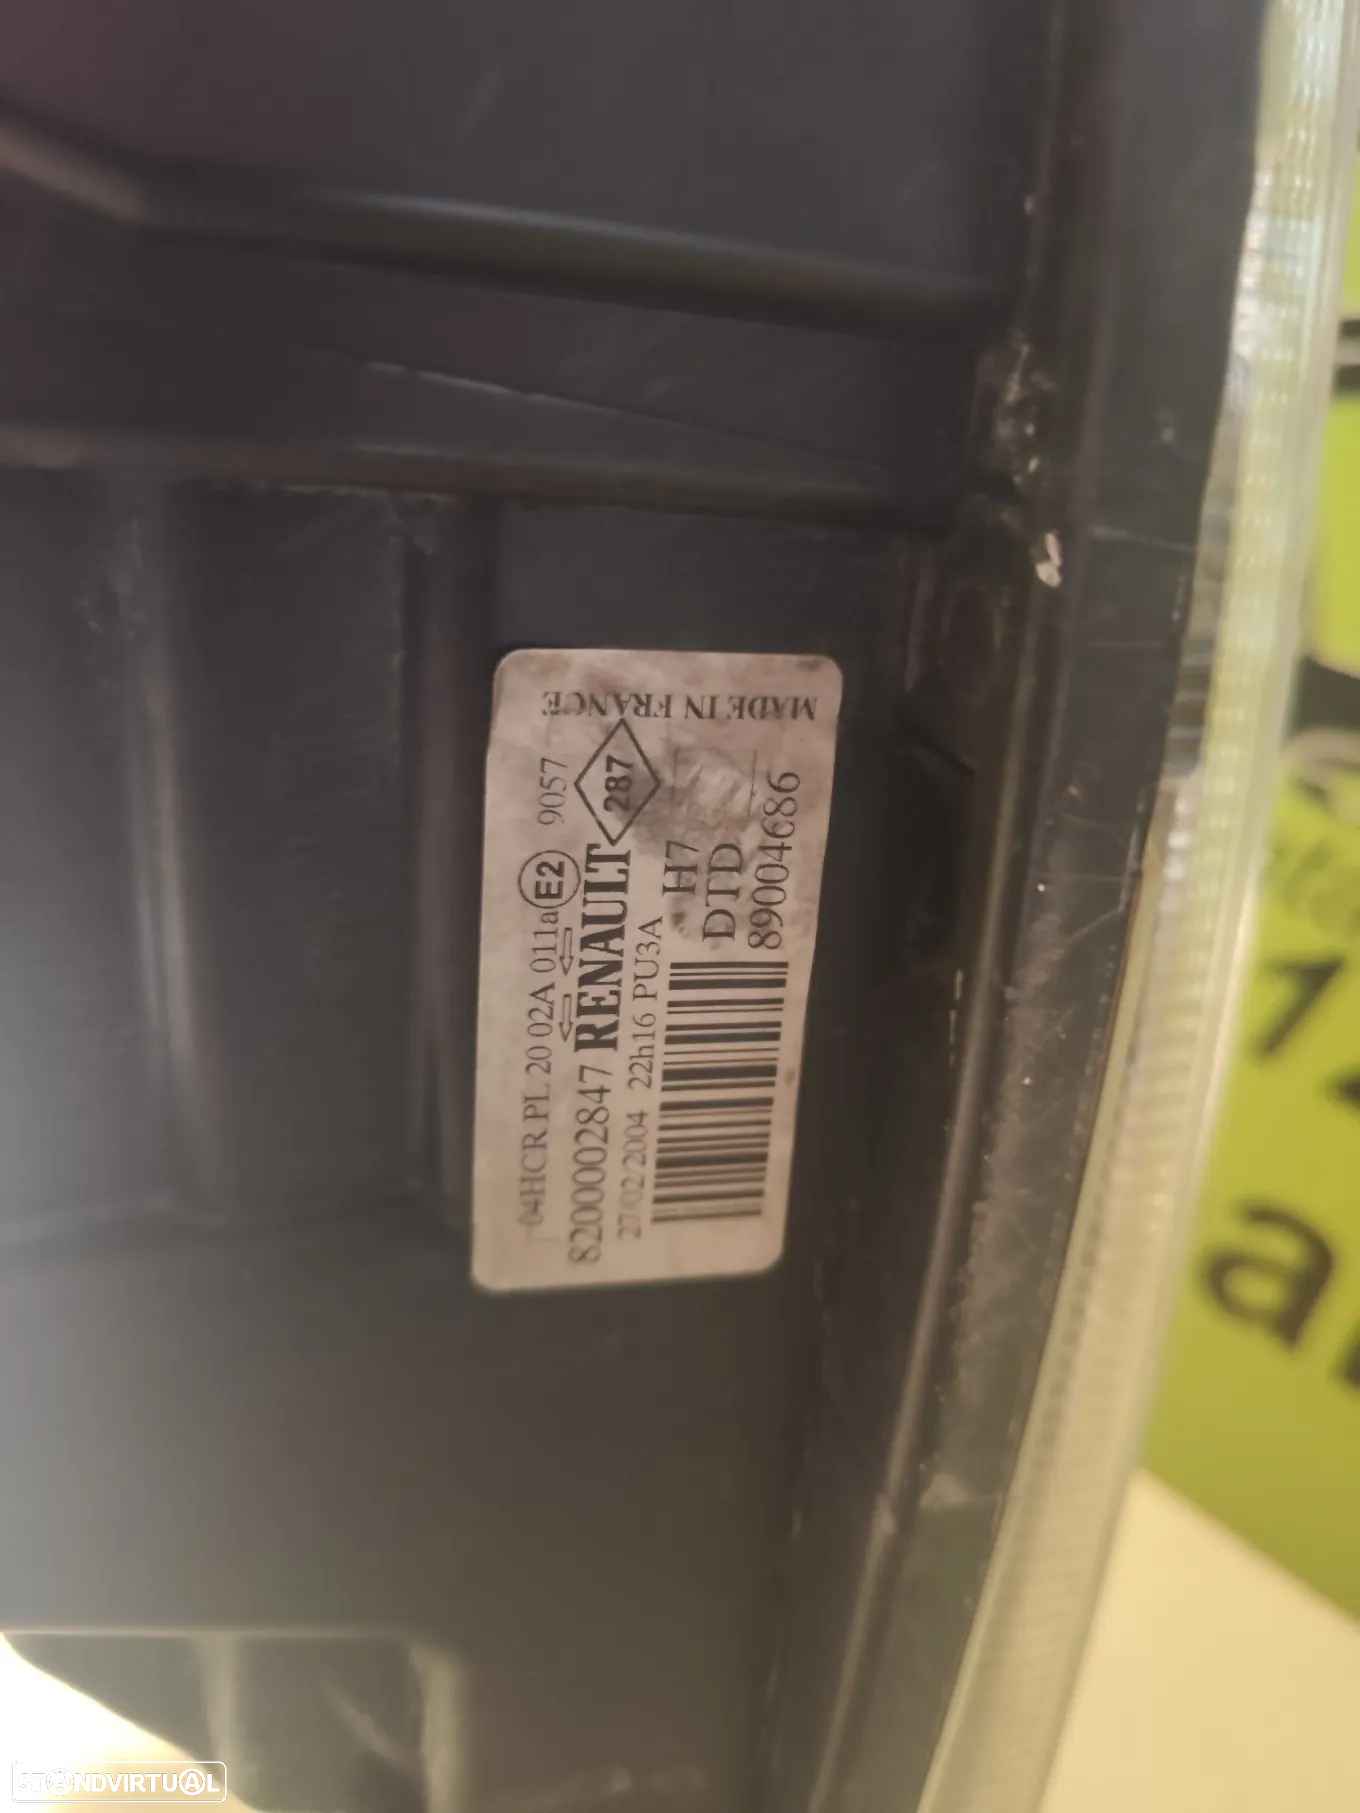 04HCR PL 20 02A 011a E2 9057
8200002847 RENAULT 287
27/02/2004 22h16 PU3A
H7
DTD
89004686
MADE IN FRANCE
STANDVIRTUAL